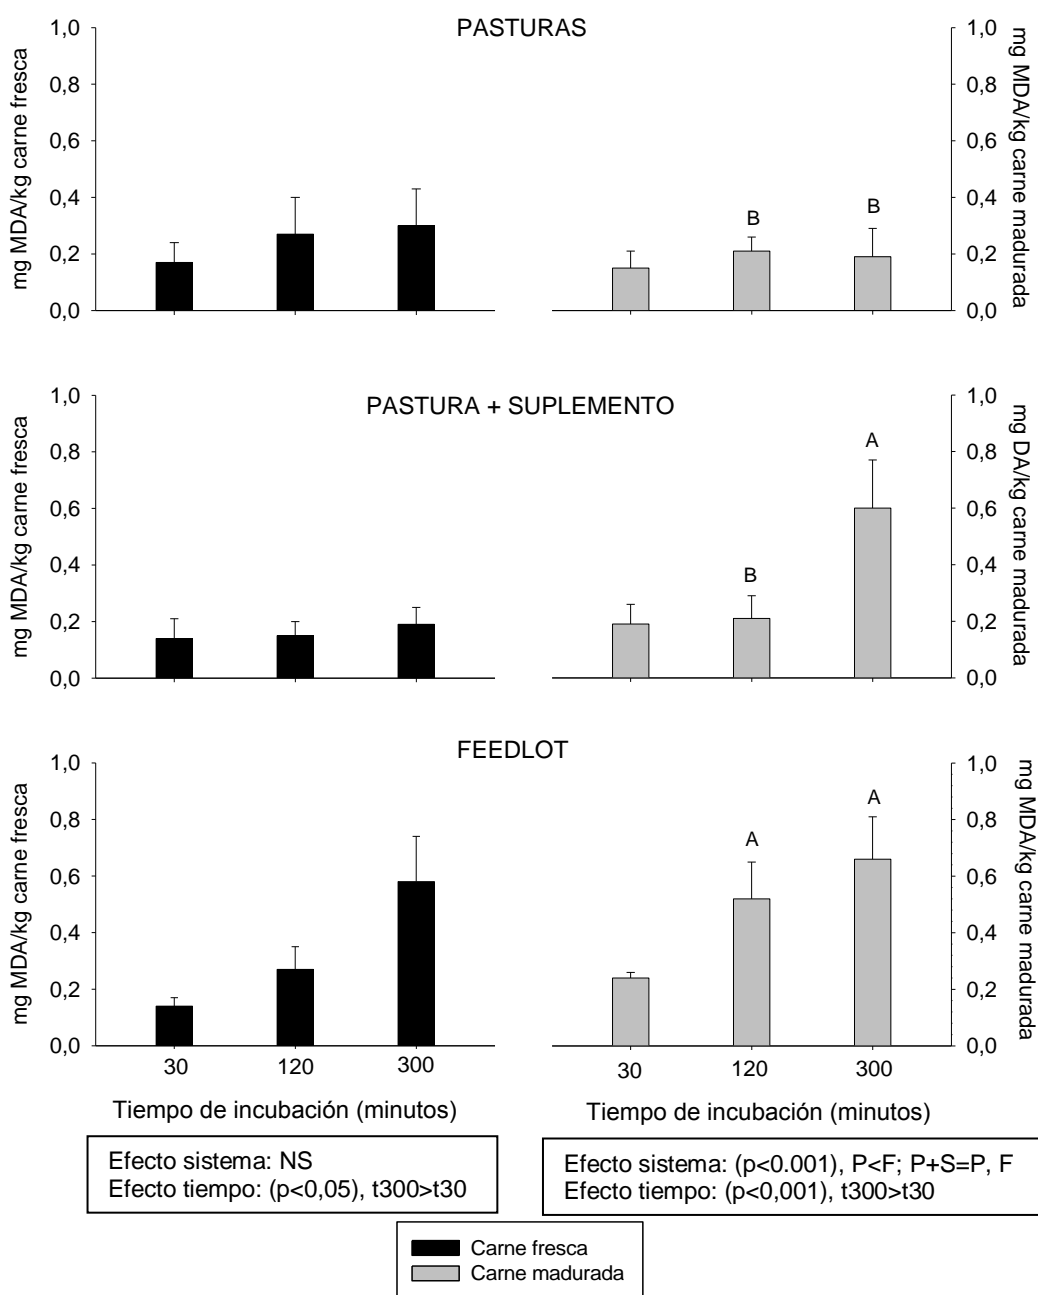 PASTURAS
mg MDA/kg carne fresca
1,0
0,8
0,6
0,4
0,2
0,0
B
B
1,0
0,8
0,6
0,4
0,2
0,0
mg MDA/kg carne madurada
PASTURA + SUPLEMENTO
mg MDA/kg carne fresca
1,0
0,8
0,6
0,4
0,2
0,0
B
A
1,0
0,8
0,6
0,4
0,2
0,0
mg DA/kg carne madurada
FEEDLOT
mg MDA/kg carne fresca
1,0
0,8
0,6
0,4
0,2
0,0
A
A
1,0
0,8
0,6
0,4
0,2
0,0
mg MDA/kg carne madurada
30 120 300
30 120 300
Tiempo de incubación (minutos)
Tiempo de incubación (minutos)
Efecto sistema: NS
Efecto tiempo: (p<0,05), t300>t30
Efecto sistema: (p<0.001), P<F; P+S=P, F
Efecto tiempo: (p<0,001), t300>t30
Carne fresca
Carne madurada